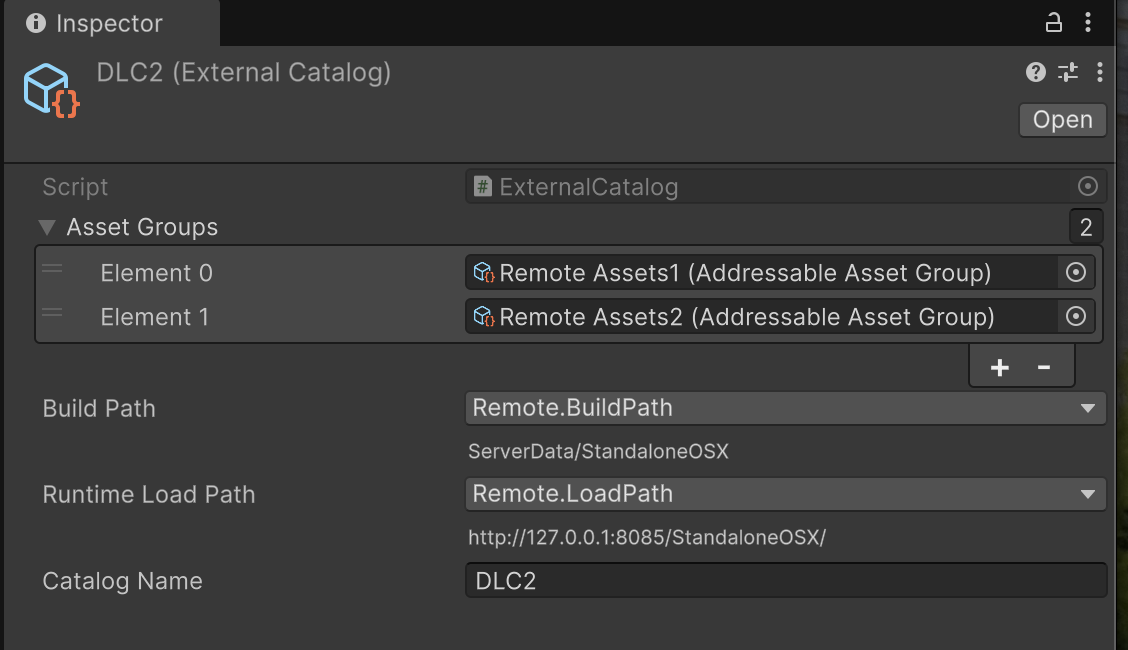 Inspector
DLC2 (External Catalog)
Open
Script # ExternalCatalog
Asset Groups 2
Element 0 Remote Assets1 (Addressable Asset Group)
Element 1 Remote Assets2 (Addressable Asset Group)
+ -
Build Path Remote.BuildPath
ServerData/StandaloneOSX
Runtime Load Path Remote.LoadPath
http://127.0.0.1:8085/StandaloneOSX/
Catalog Name DLC2